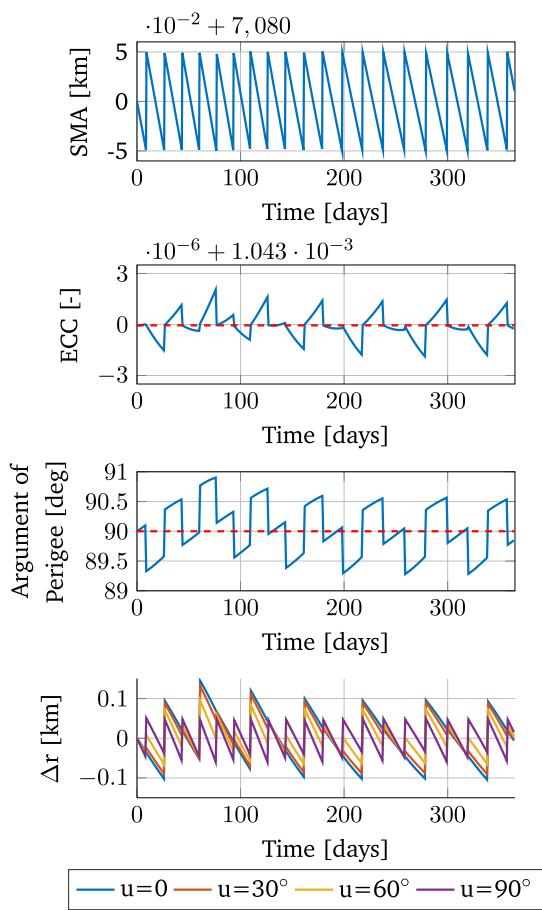 ·10⁻² + 7,080
5
0
-5
SMA [km]
0 100 200 300
Time [days]
·10⁻⁶ + 1.043 · 10⁻³
3
0
−3
ECC [-]
0 100 200 300
Time [days]
91
90.5
90
89.5
89
Argument of
Perigee [deg]
0 100 200 300
Time [days]
0.1
0
−0.1
Δr [km]
0 100 200 300
Time [days]
u=0 u=30° u=60° u=90°